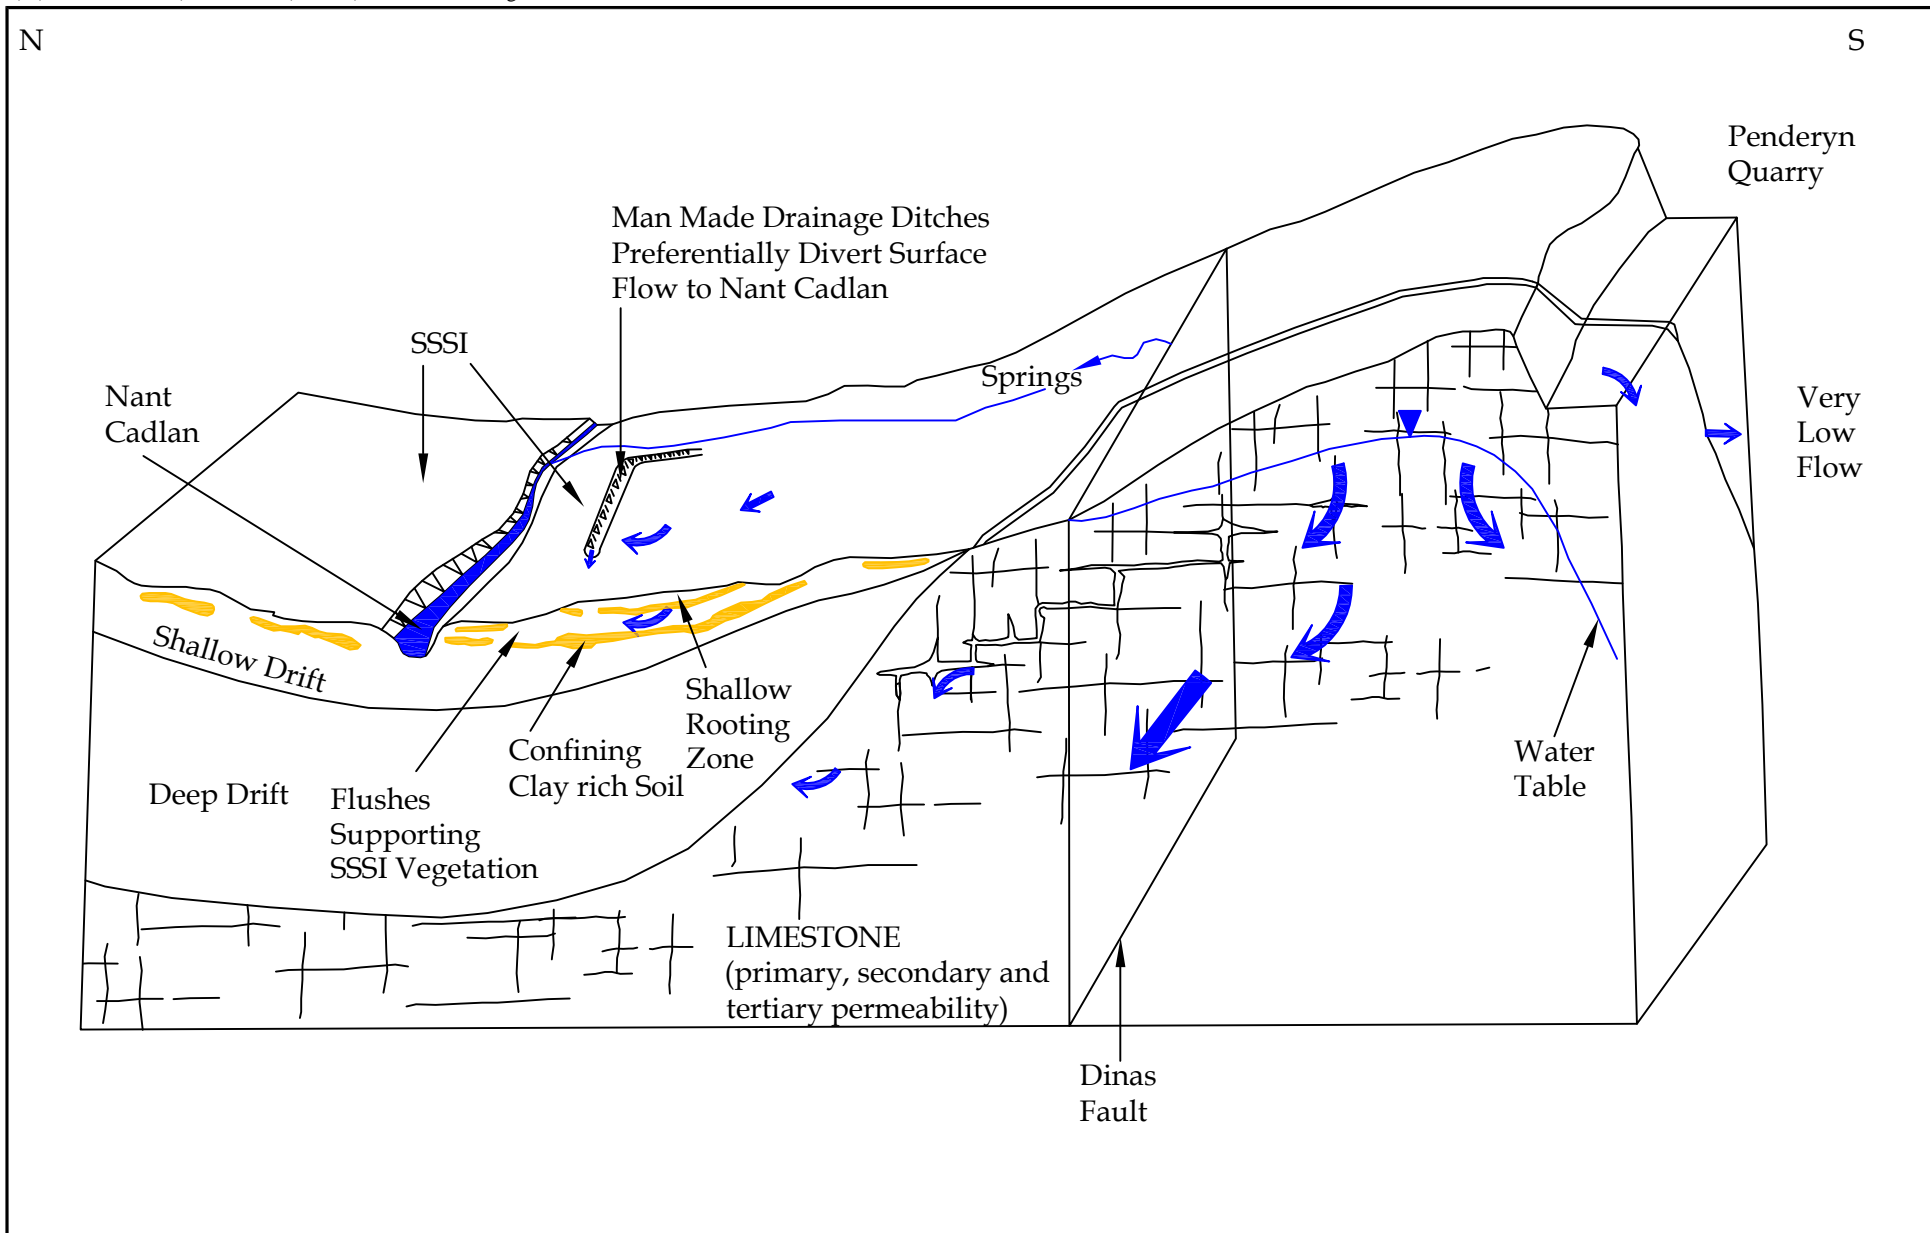 N
S
Penderyn
Quarry
Man Made Drainage Ditches
Preferentially Divert Surface
Flow to Nant Cadlan
SSSI
Springs
Nant
Cadlan
Very
Low
Flow
Shallow Drift
Shallow
Rooting
Zone
Confining
Clay rich Soil
Water
Table
Deep Drift
Flushes
Supporting
SSSI Vegetation
LIMESTONE
(primary, secondary and
tertiary permeability)
Dinas
Fault